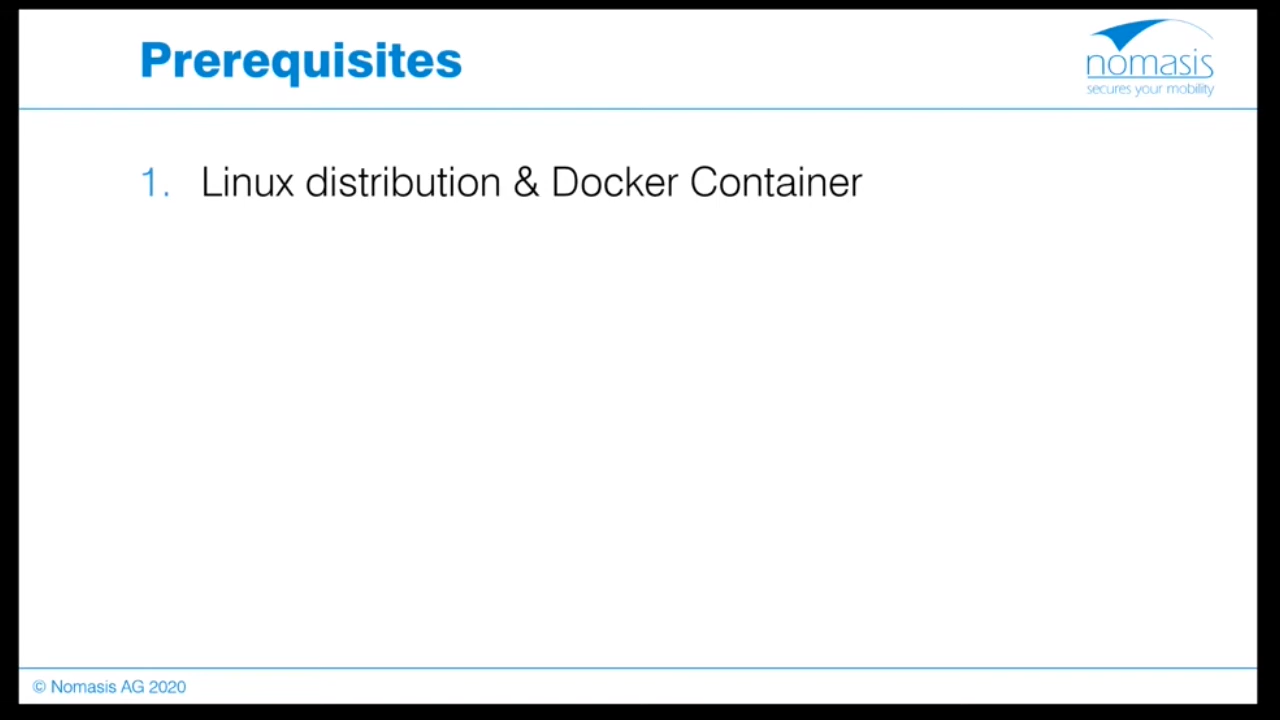 Prerequisites
nomasis
secures your mobility
1. Linux distribution & Docker Container
© Nomasis AG 2020